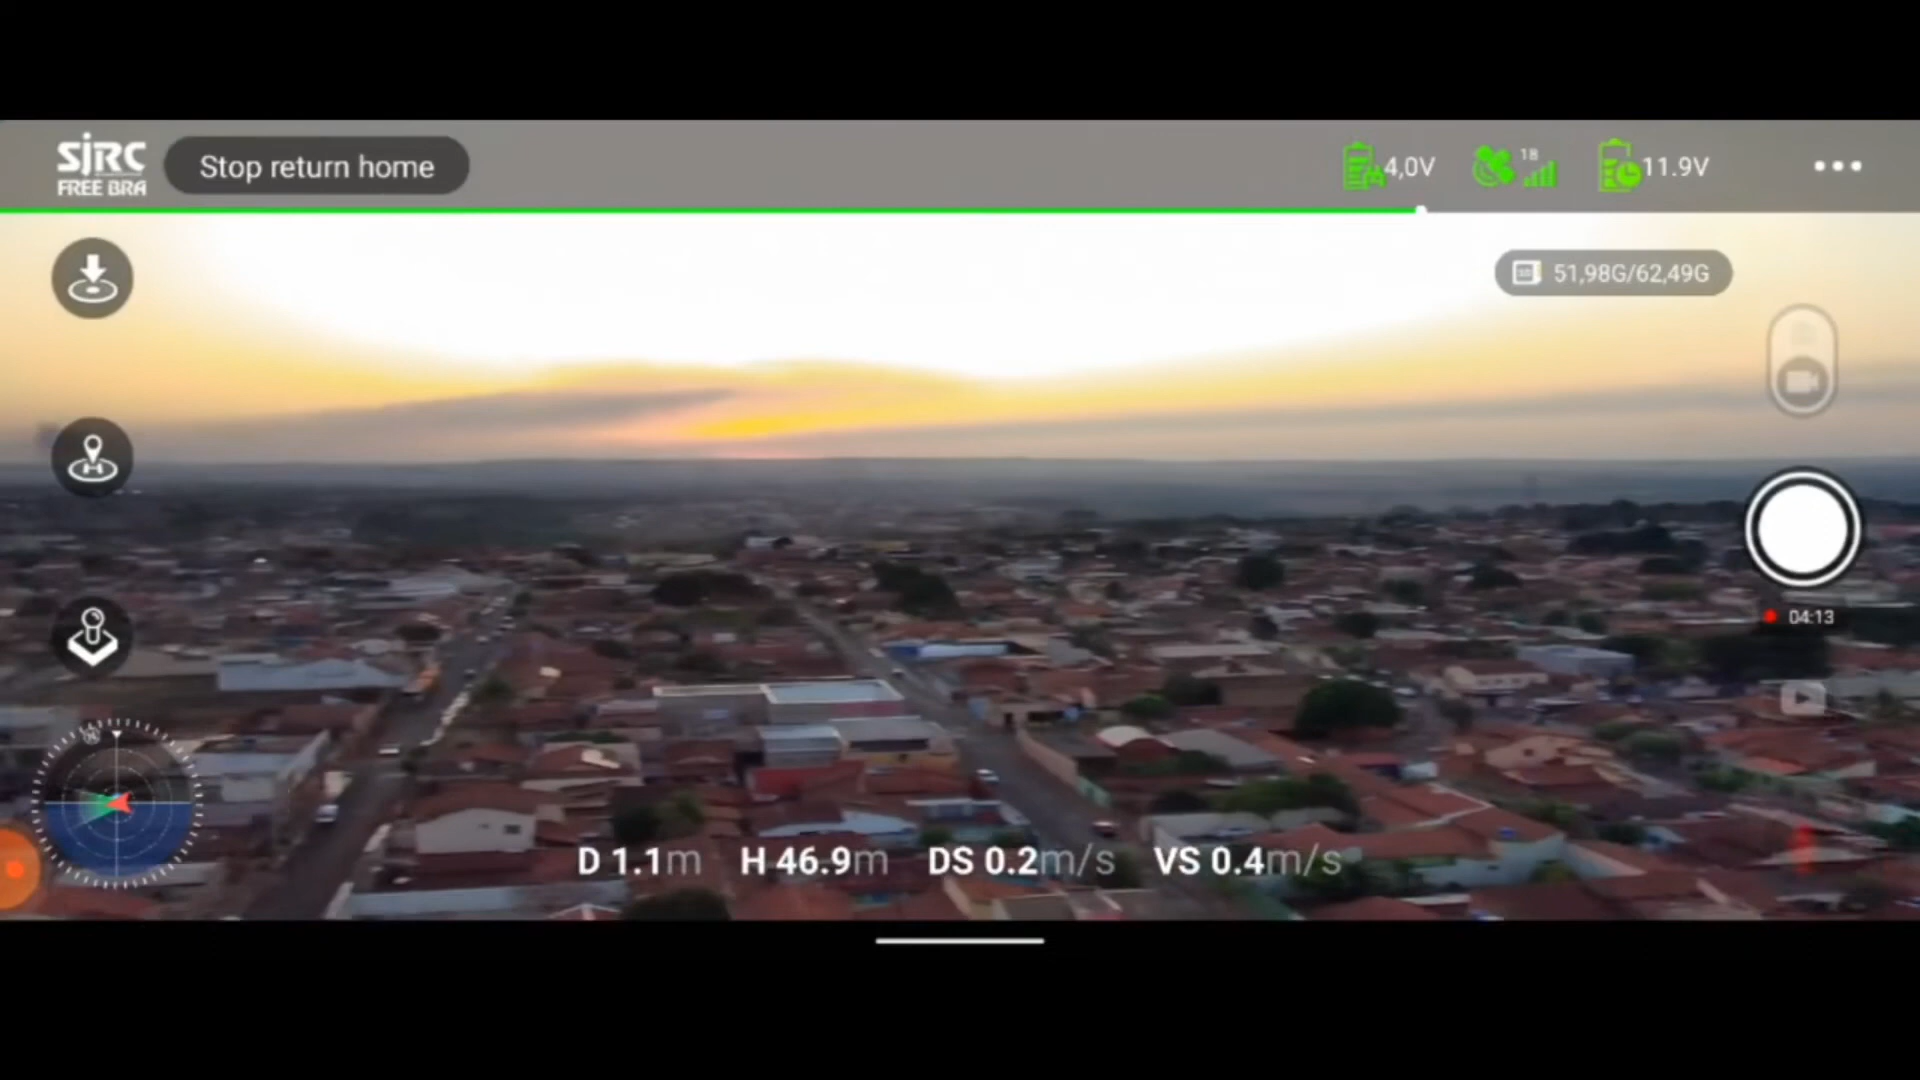 SJRC
FREE BRA
Stop return home
4,0V
18
11.9V
51,98G/62,49G
04:13
D 1.1m H 46.9m DS 0.2m/s VS 0.4m/s